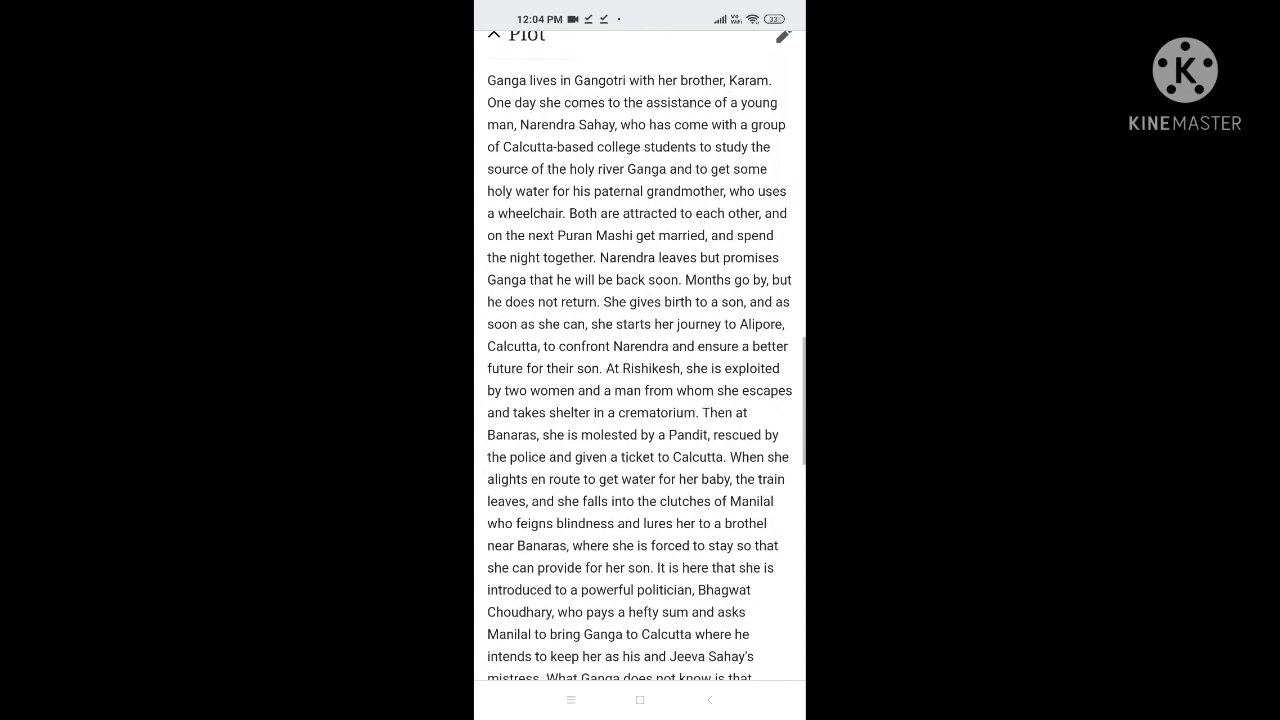 12:04 PM
Vo WiFi
33
K
KINEMASTER
Plot
Ganga lives in Gangotri with her brother, Karam.
One day she comes to the assistance of a young
man, Narendra Sahay, who has come with a group
of Calcutta-based college students to study the
source of the holy river Ganga and to get some
holy water for his paternal grandmother, who uses
a wheelchair. Both are attracted to each other, and
on the next Puran Mashi get married, and spend
the night together. Narendra leaves but promises
Ganga that he will be back soon. Months go by, but
he does not return. She gives birth to a son, and as
soon as she can, she starts her journey to Alipore,
Calcutta, to confront Narendra and ensure a better
future for their son. At Rishikesh, she is exploited
by two women and a man from whom she escapes
and takes shelter in a crematorium. Then at
Banaras, she is molested by a Pandit, rescued by
the police and given a ticket to Calcutta. When she
alights en route to get water for her baby, the train
leaves, and she falls into the clutches of Manilal
who feigns blindness and lures her to a brothel
near Banaras, where she is forced to stay so that
she can provide for her son. It is here that she is
introduced to a powerful politician, Bhagwat
Choudhary, who pays a hefty sum and asks
Manilal to bring Ganga to Calcutta where he
intends to keep her as his and Jeeva Sahay's
mistress. What Ganga does not know is that